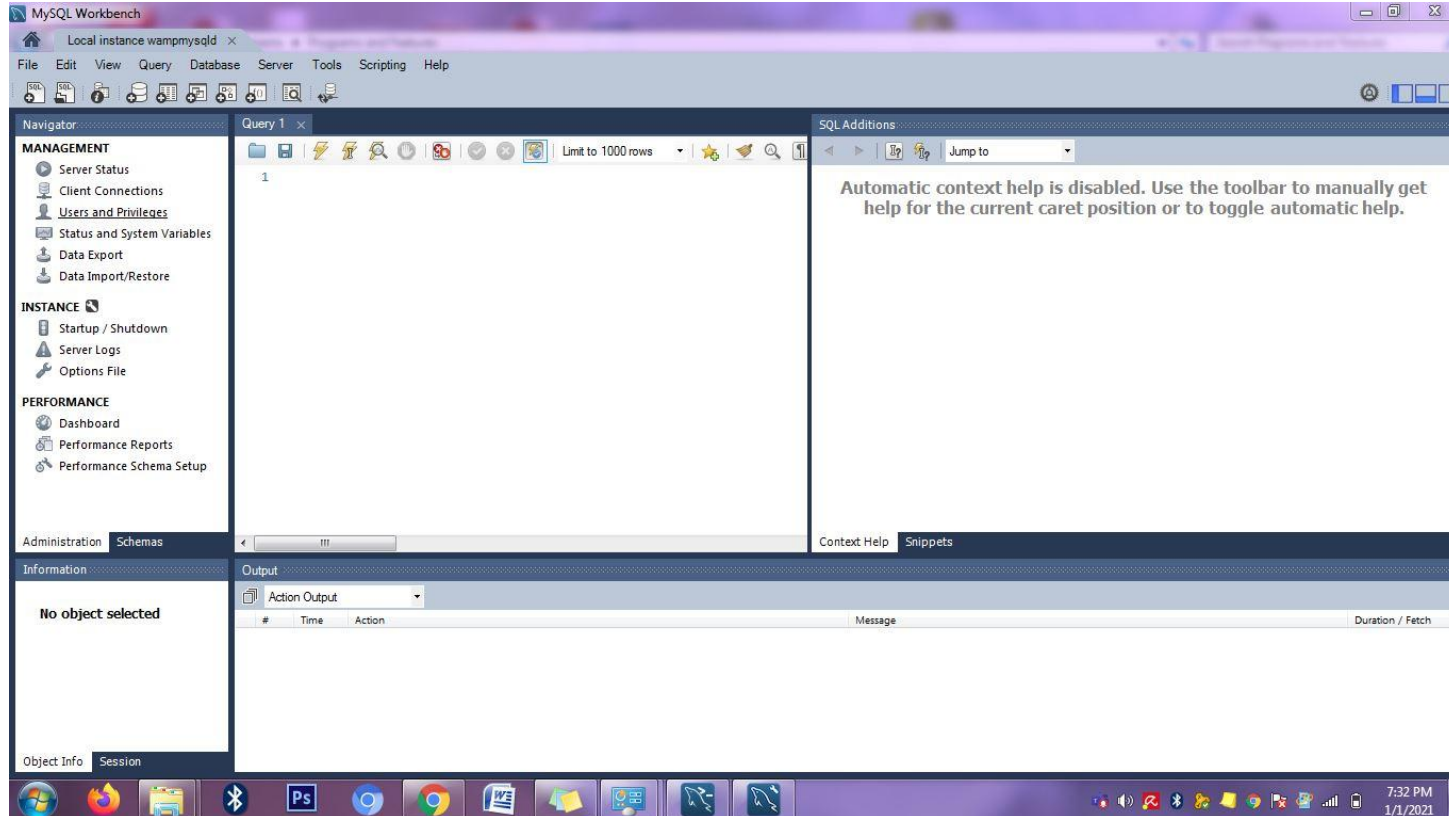 MySQL Workbench
Local instance wampmysqld
File Edit View Query Database Server Tools Scripting Help
Navigator
MANAGEMENT
Server Status
Client Connections
Users and Privileges
Status and System Variables
Data Export
Data Import/Restore
INSTANCE
Startup / Shutdown
Server Logs
Options File
PERFORMANCE
Dashboard
Performance Reports
Performance Schema Setup
Administration Schemas
Query 1
Limit to 1000 rows
1
SQL Additions
Jump to
Automatic context help is disabled. Use the toolbar to manually get
help for the current caret position or to toggle automatic help.
Context Help Snippets
Information
No object selected
Object Info Session
Output
Action Output
# Time Action Message Duration / Fetch
Ps
7:32 PM
1/1/2021